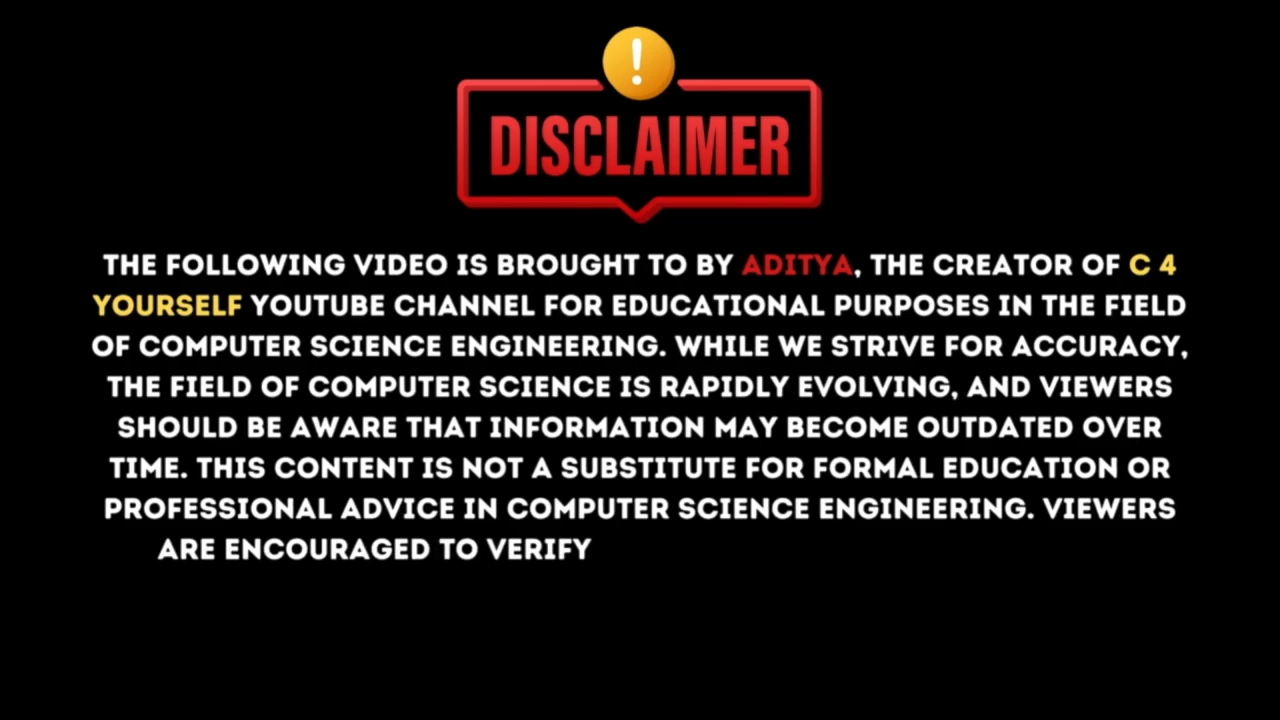 !
DISCLAIMER
THE FOLLOWING VIDEO IS BROUGHT TO BY ADITYA, THE CREATOR OF C 4
YOURSELF YOUTUBE CHANNEL FOR EDUCATIONAL PURPOSES IN THE FIELD
OF COMPUTER SCIENCE ENGINEERING. WHILE WE STRIVE FOR ACCURACY,
THE FIELD OF COMPUTER SCIENCE IS RAPIDLY EVOLVING, AND VIEWERS
SHOULD BE AWARE THAT INFORMATION MAY BECOME OUTDATED OVER
TIME. THIS CONTENT IS NOT A SUBSTITUTE FOR FORMAL EDUCATION OR
PROFESSIONAL ADVICE IN COMPUTER SCIENCE ENGINEERING. VIEWERS
ARE ENCOURAGED TO VERIFY